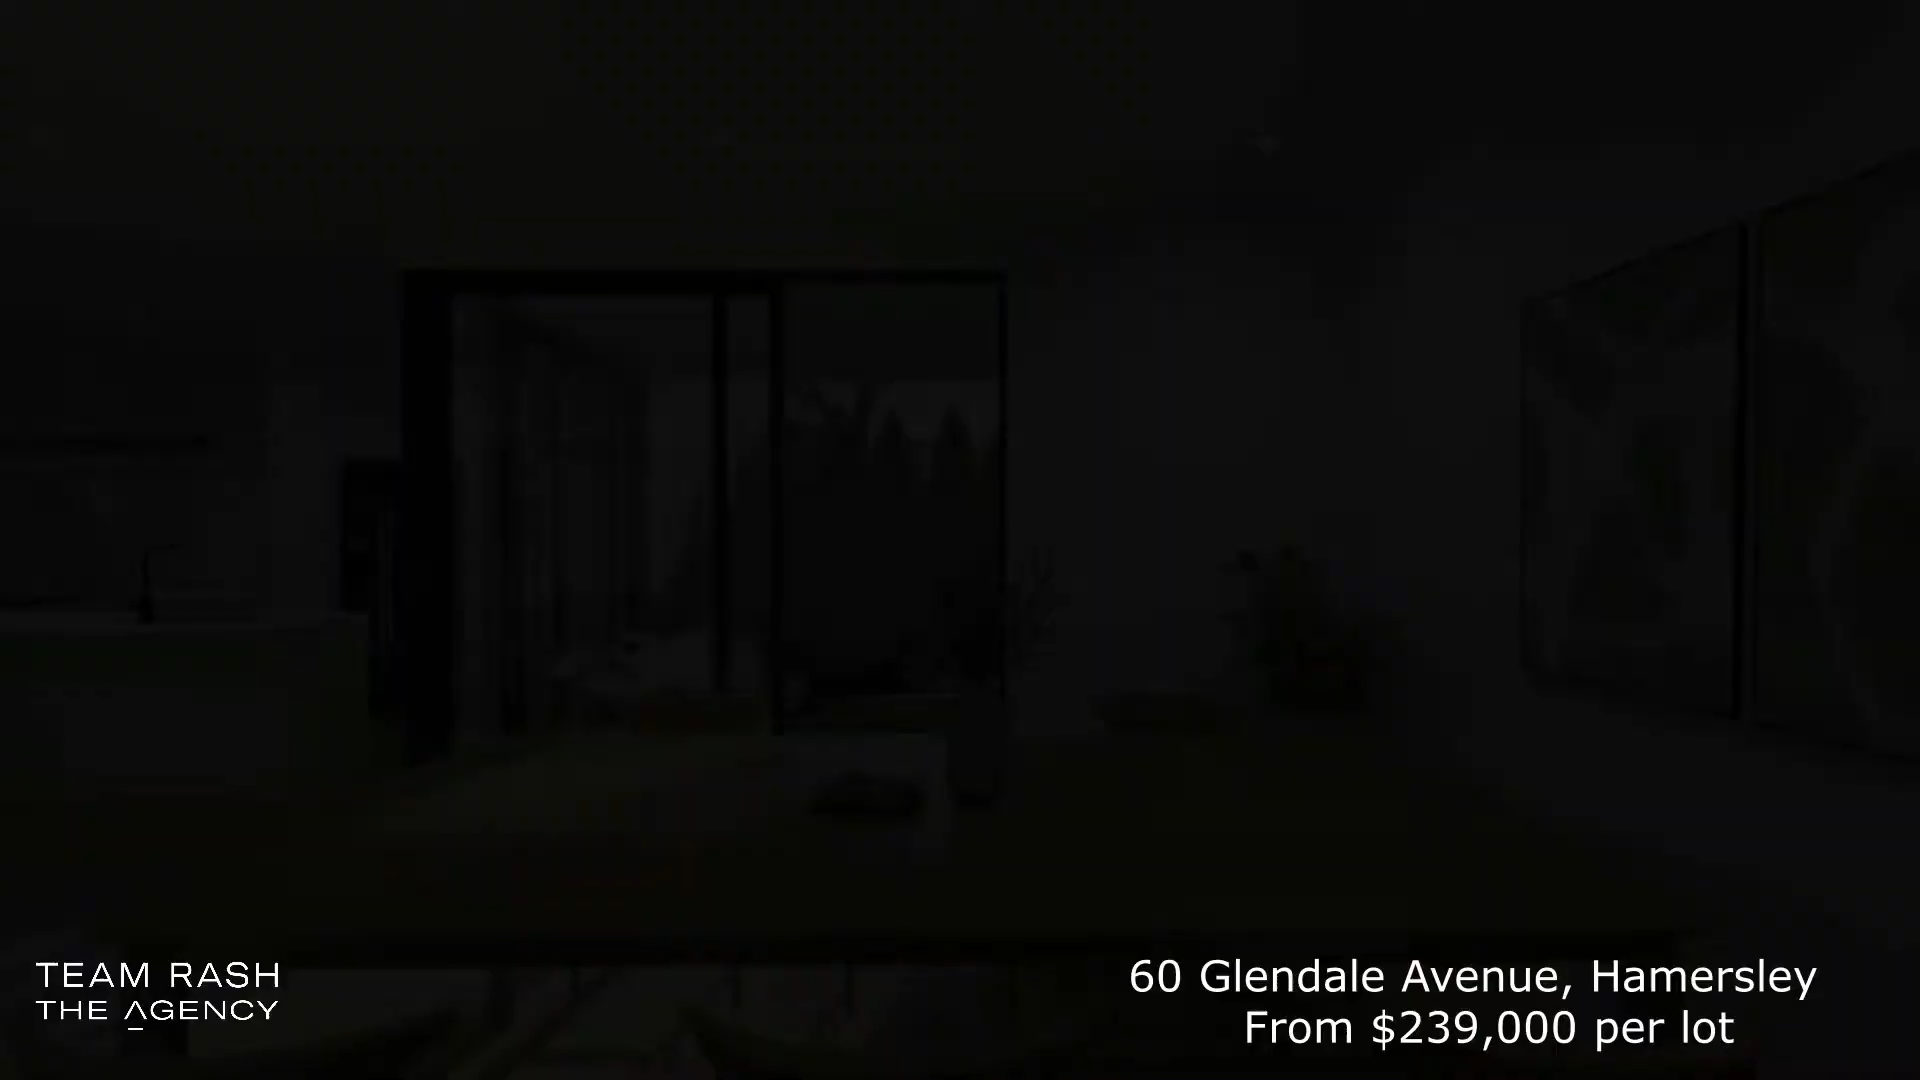 TEAM RASH
THE AGENCY
60 Glendale Avenue, Hamersley
From $239,000 per lot